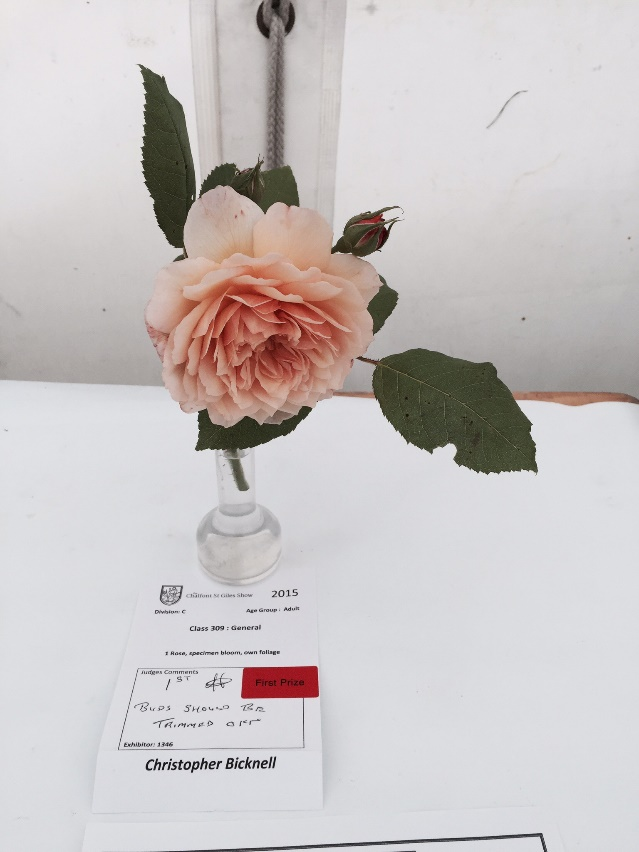 Chalfont St Giles Show 2015
Division: C Age Group : Adult
Class 309 : General
1 Rose, specimen bloom, own foliage
Judges Comments
1ST First Prize
BUDS SHOULD BE
TRIMMED OFF
Exhibitor: 1346
Christopher Bicknell